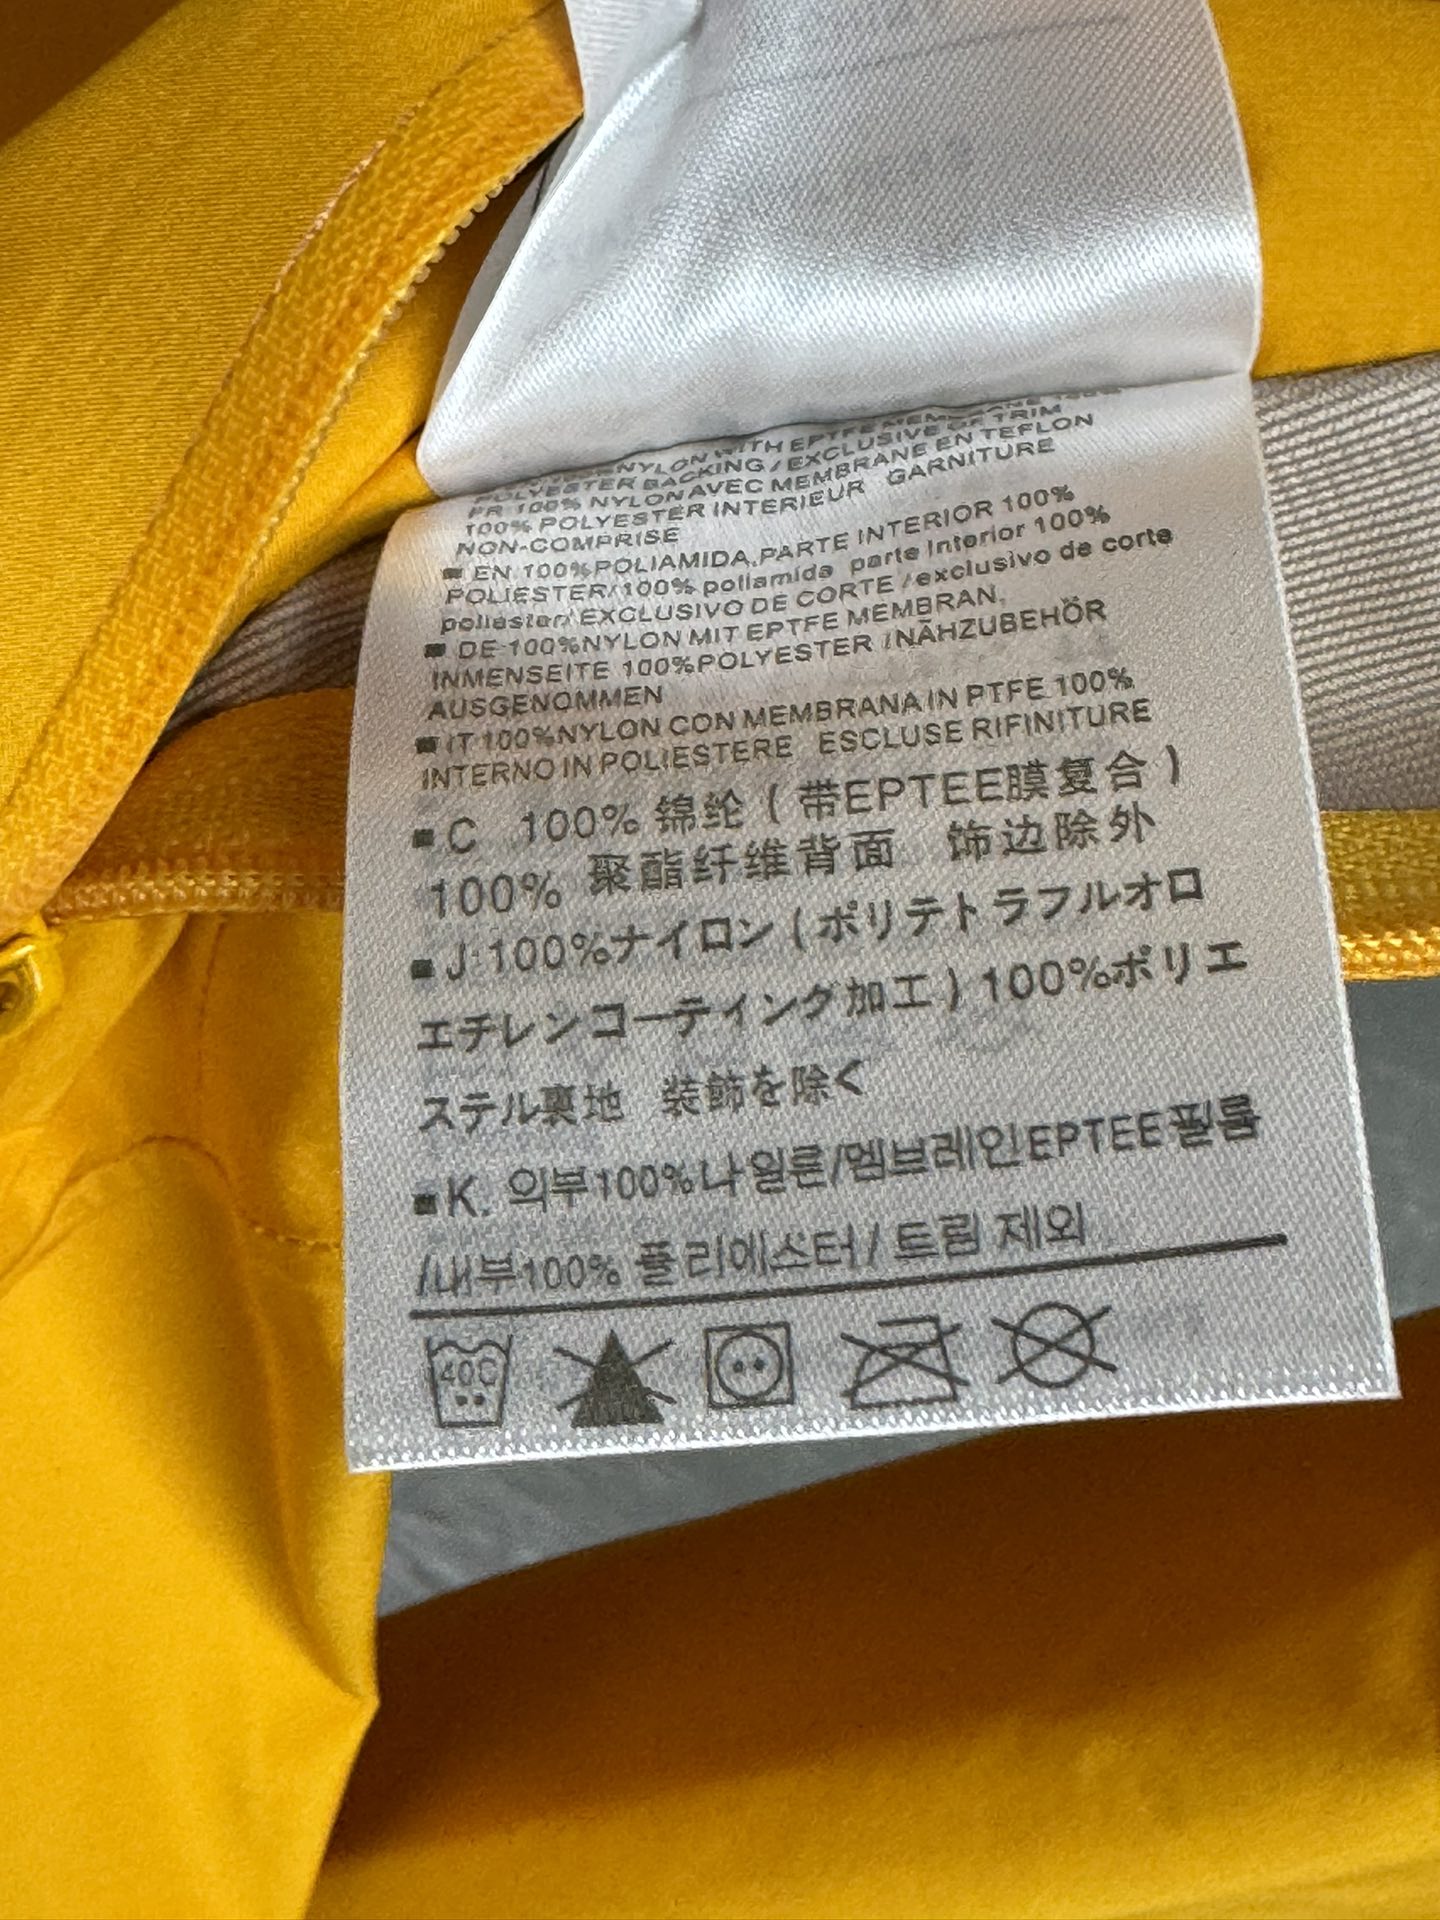 NYLON WITH EPTFE MEMBRANE 100%
POLYESTER BACKING/EXCLUSIVE OF TRIM
FR 100% NYLON AVEC MEMBRANE EN TEFLON
100% POLYESTER INTERIEUR GARNITURE
NON-COMPRISE
■ EN 100%POLIAMIDA,PARTE INTERIOR 100%
POLIESTER/100% poliamida parte Interior 100%
poliester/EXCLUSIVO DE CORTE/exclusivo de corte
■ DE-100%NYLON MIT EPTFE MEMBRAN,
INMENSEITE 100%POLYESTER /NÄHZUBEHÖR
AUSGENOMMEN
■ IT 100%NYLON CON MEMBRANA IN PTFE 100%
INTERNO IN POLIESTERE ESCLUSE RIFINITURE
■ C 100% 锦纶(带EPTEE膜复合)
100% 聚酯纤维背面 饰边除外
■ J:100%ナイロン(ポリテトラフルオロ
エチレンコーティング加工)100%ポリエ
ステル裏地 装飾を除く
■ K. 의부100%나일론/멤브레인EPTEE필름
/내부100% 폴리에스터/트림 제외
40C